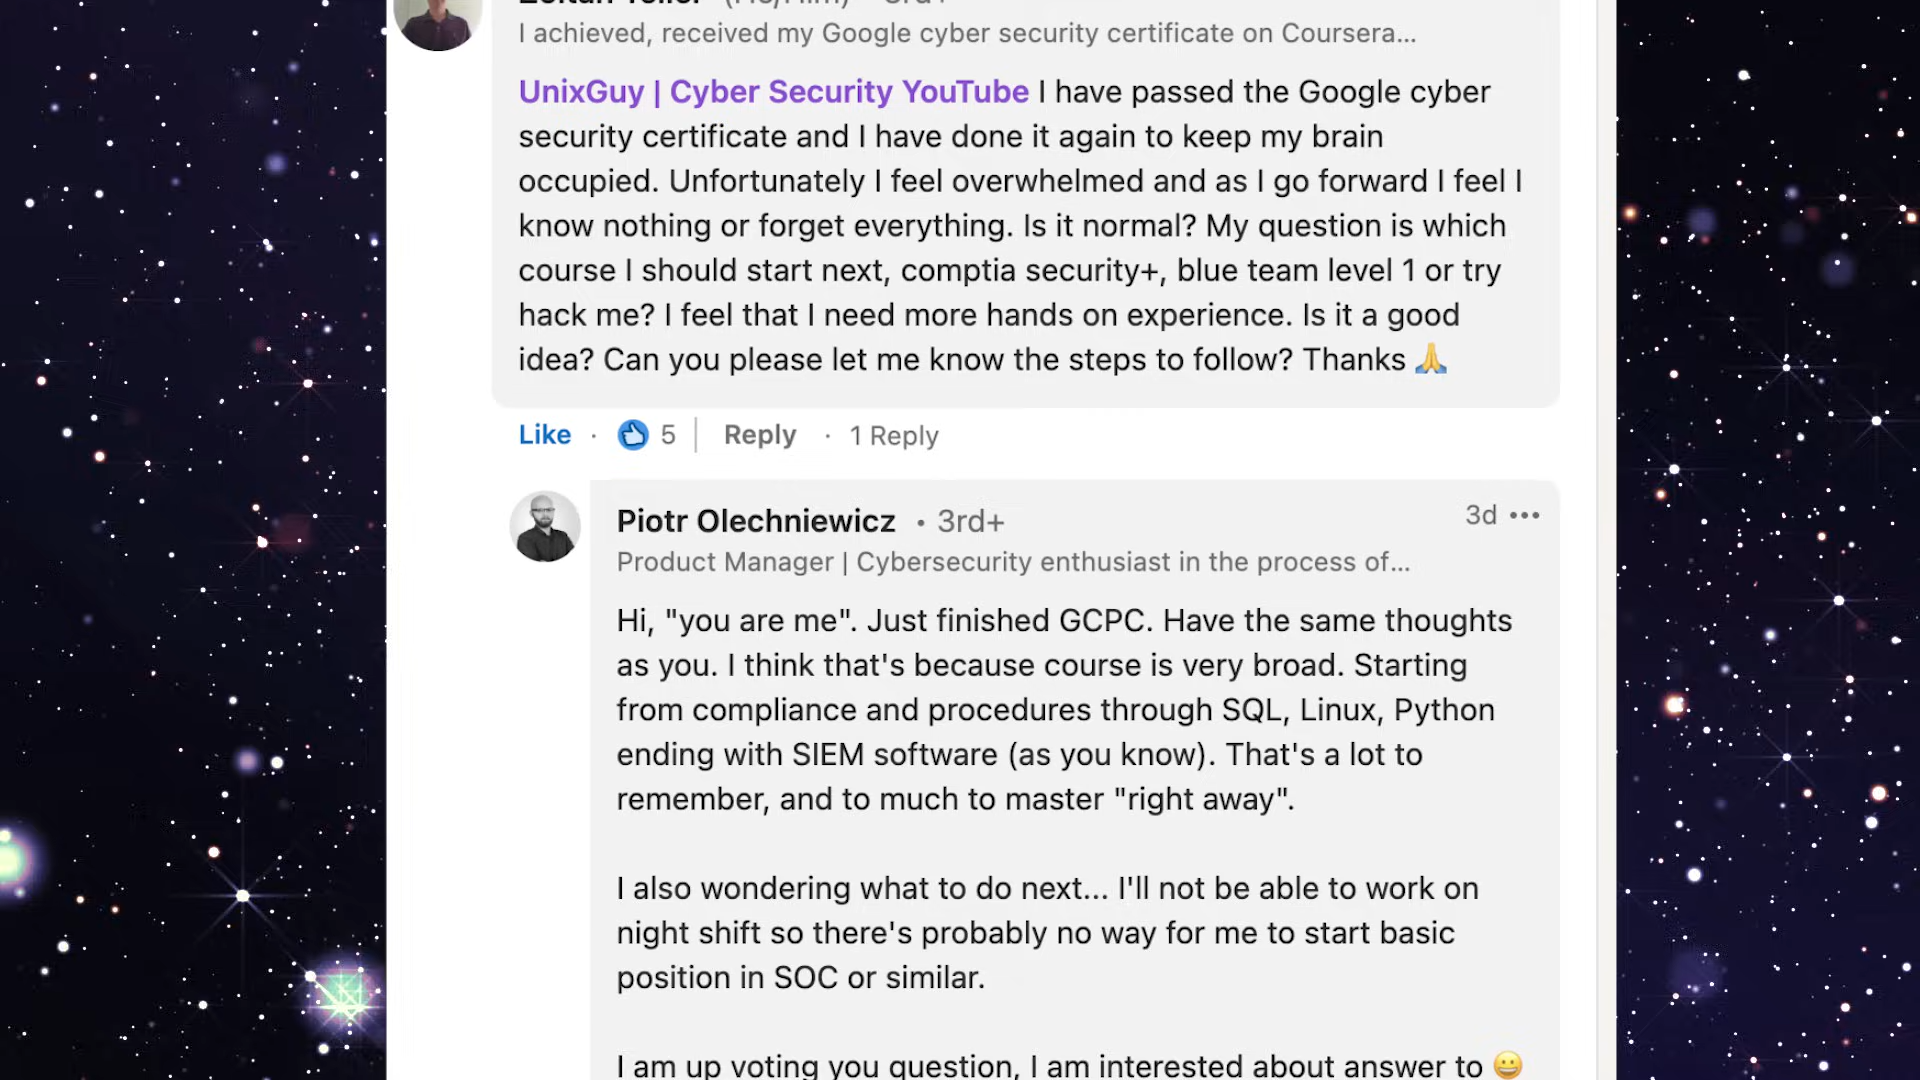 I achieved, received my Google cyber security certificate on Coursera...
UnixGuy | Cyber Security YouTube I have passed the Google cyber
security certificate and I have done it again to keep my brain
occupied. Unfortunately I feel overwhelmed and as I go forward I feel I
know nothing or forget everything. Is it normal? My question is which
course I should start next, comptia security+, blue team level 1 or try
hack me? I feel that I need more hands on experience. Is it a good
idea? Can you please let me know the steps to follow? Thanks 🙏
Like · 5 | Reply · 1 Reply
Piotr Olechniewicz • 3rd+ 3d •••
Product Manager | Cybersecurity enthusiast in the process of...
Hi, "you are me". Just finished GCPC. Have the same thoughts
as you. I think that's because course is very broad. Starting
from compliance and procedures through SQL, Linux, Python
ending with SIEM software (as you know). That's a lot to
remember, and to much to master "right away".
I also wondering what to do next... I'll not be able to work on
night shift so there's probably no way for me to start basic
position in SOC or similar.
I am up voting you question, I am interested about answer to 😀